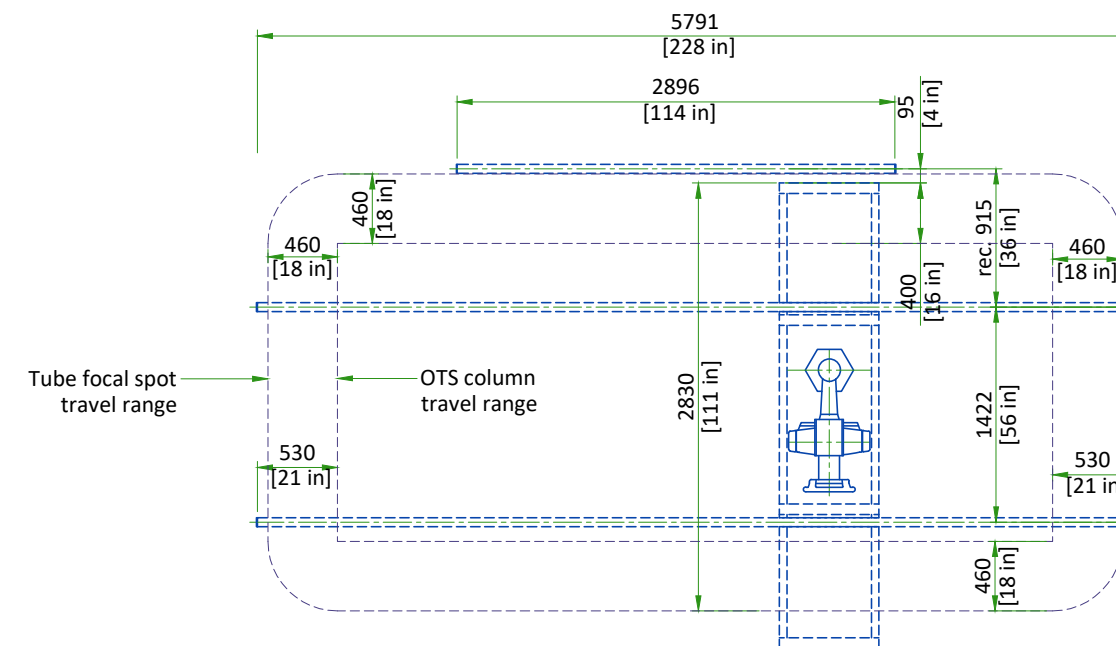 5791
[228 in]
2896
[114 in]
95
[4 in]
460
[18 in]
rec. 915
[36 in]
460
[18 in]
460
[18 in]
400
[16 in]
Tube focal spot
travel range
OTS column
travel range
2830
[111 in]
1422
[56 in]
530
[21 in]
530
[21 in
460
[18 in]